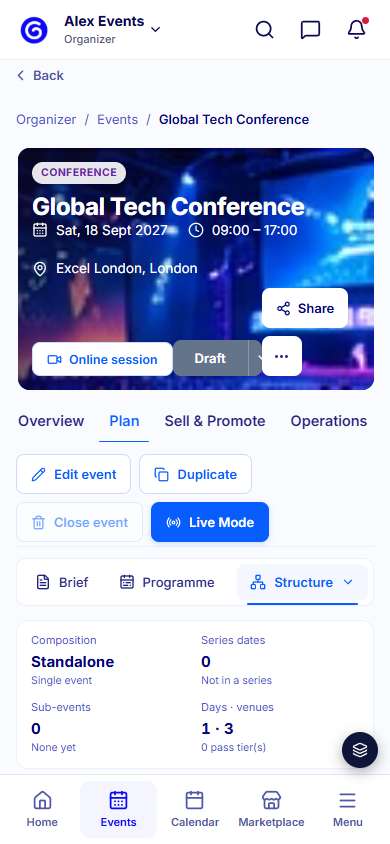 Alex Events
Organizer
Back
Organizer / Events / Global Tech Conference
CONFERENCE
Global Tech Conference
Sat, 18 Sept 2027 09:00 – 17:00
Excel London, London
Share
Online session Draft
Overview Plan Sell & Promote Operations
Edit event Duplicate
Close event Live Mode
Brief Programme Structure
Composition Series dates
Standalone 0
Single event Not in a series
Sub-events Days · venues
0 1 · 3
None yet 0 pass tier(s)
Home Events Calendar Marketplace Menu